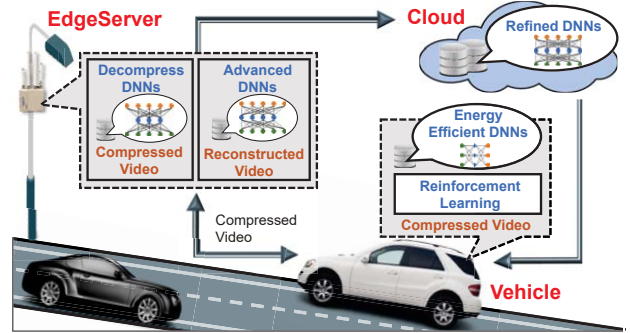 EdgeServer
Cloud
Refined DNNs
Decompress
DNNs
Compressed
Video
Advanced
DNNs
Reconstructed
Video
Energy
Efficient DNNs
Reinforcement
Learning
Compressed Video
Compressed
Video
Vehicle